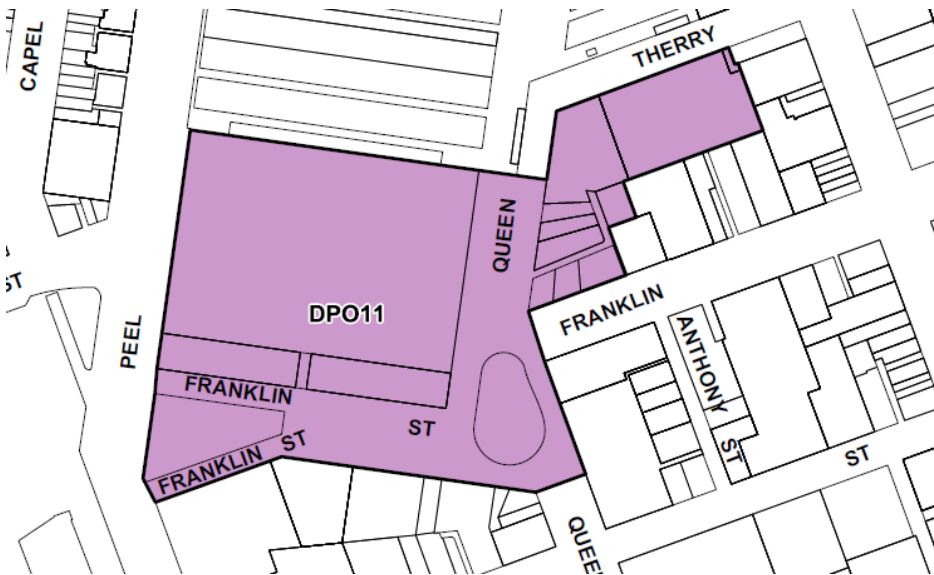 CAPEL
THERRY
QUEEN
ST
DPO11
PEEL
FRANKLIN
ANTHONY
ST
FRANKLIN
ST
ST
FRANKLIN
ST
QUEE